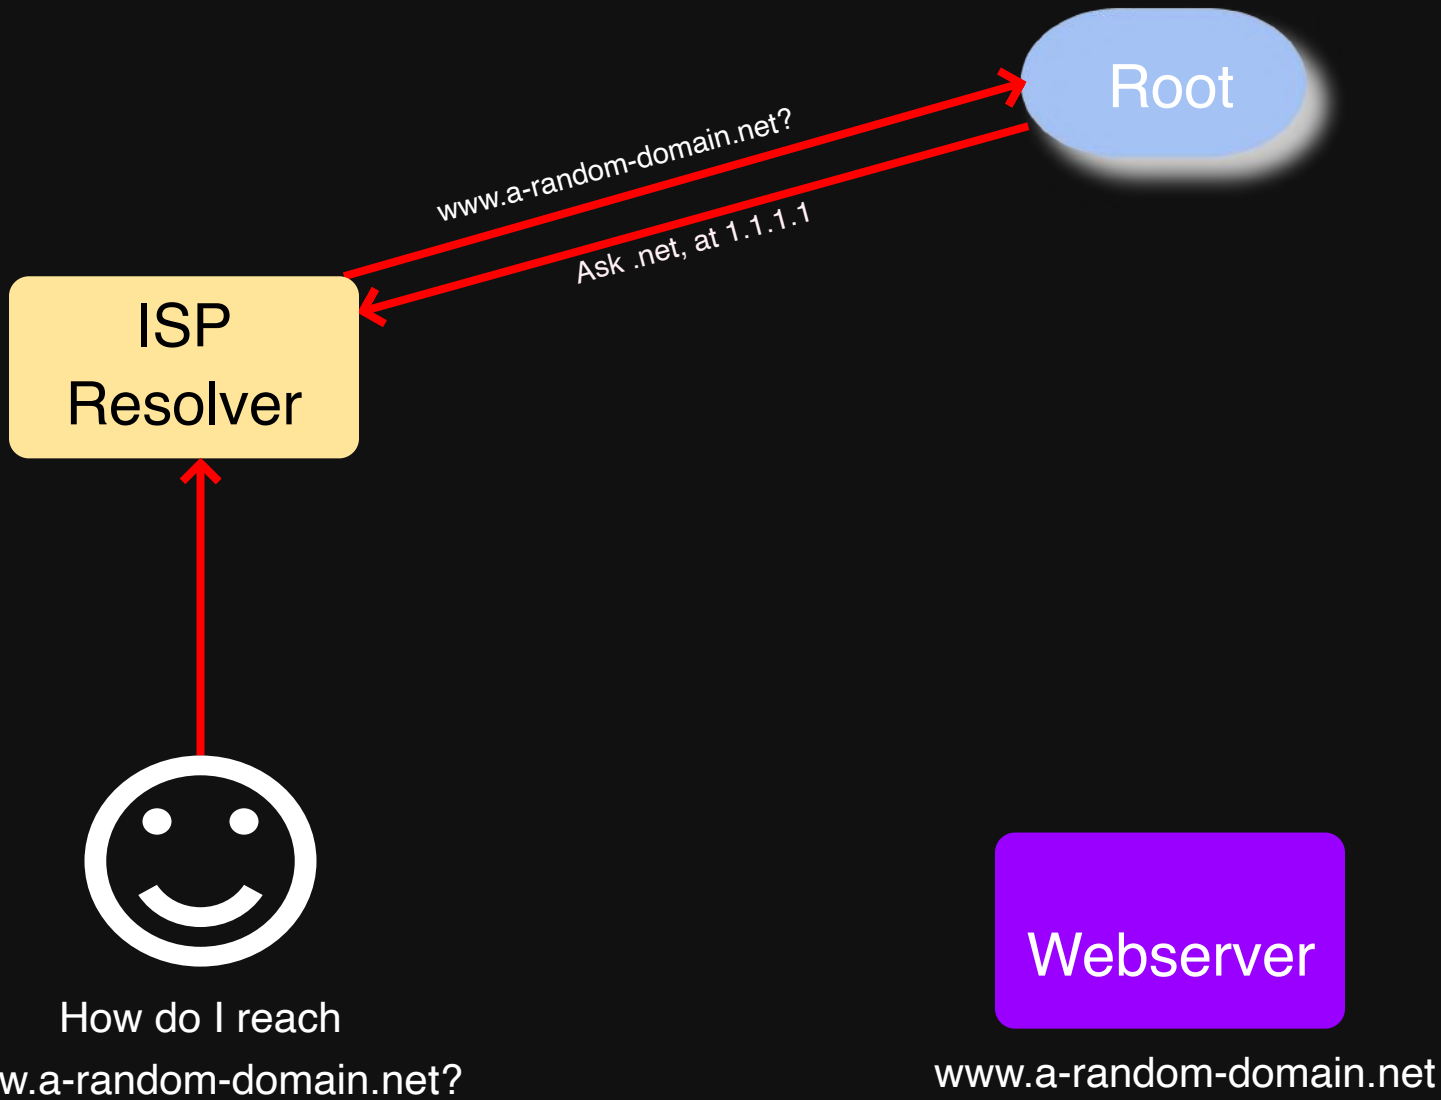 Root
www.a-random-domain.net?
Ask .net, at 1.1.1.1
ISP
Resolver
How do I reach
w.a-random-domain.net?
Webserver
www.a-random-domain.net